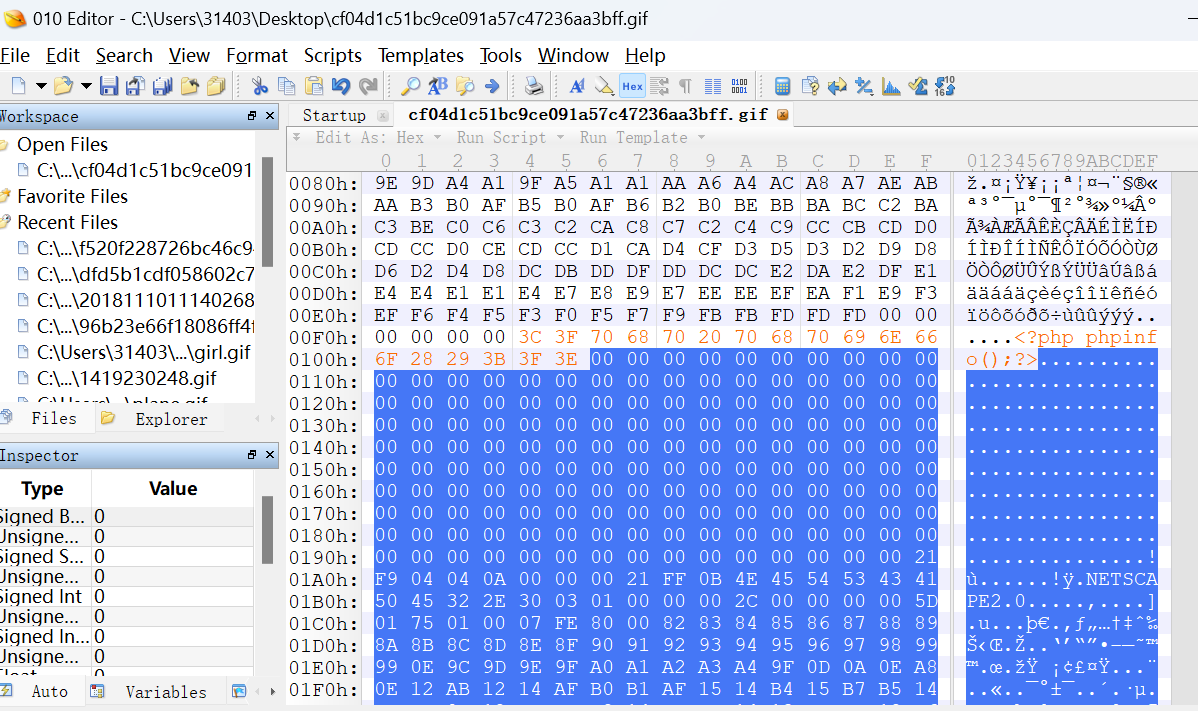 010 Editor - C:\Users\31403\Desktop\cf04d1c51bc9ce091a57c47236aa3bff.gif
File Edit Search View Format Scripts Templates Tools Window Help
Workspace
Open Files
C:\...\cf04d1c51bc9ce091
Favorite Files
Recent Files
C:\...\f520f228726bc46c9
C:\...\dfd5b1cdf058602c7
C:\...\2018111011140268
C:\...\96b23e66f18086ff4
C:\Users\31403\...\girl.gif
C:\...\1419230248.gif
Files Explorer
Inspector
Type Value
Signed B... 0
Unsigne... 0
Signed S... 0
Unsigne... 0
Signed Int 0
Unsigne... 0
Signed In... 0
Unsigne... 0
Auto Variables
Startup cf04d1c51bc9ce091a57c47236aa3bff.gif
Edit As: Hex Run Script Run Template
0 1 2 3 4 5 6 7 8 9 A B C D E F 0123456789ABCDEF
0080h: 9E 9D A4 A1 9F A5 A1 A1 AA A6 A4 AC A8 A7 AE AB ž.¤¡Ÿ¥¡¡ª¦¤¬¨§®«
0090h: AA B3 B0 AF B5 B0 AF B6 B2 B0 BE BB BA BC C2 BA ª³°¯µ°¯¶²°¾»º¼Âº
00A0h: C3 BE C0 C6 C3 C2 CA C8 C7 C2 C4 C9 CC CB CD D0 Ã¾ÀÆÃÂÊÈÇÂÄÉÌËÍÐ
00B0h: CD CC D0 CE CD CC D1 CA D4 CF D3 D5 D3 D2 D9 D8 ÍÌÐÎÍÌÑÊÔÏÓÕÓÒÙØ
00C0h: D6 D2 D4 D8 DC DB DD DF DD DC DC E2 DA E2 DF E1 ÖÒÔØÜÛÝßÝÜÜâÚâßá
00D0h: E4 E4 E1 E1 E4 E7 E8 E9 E7 EE EE EF EA F1 E9 F3 ääááäçèéçîîïêñéó
00E0h: EF F6 F4 F5 F3 F0 F5 F7 F9 FB FB FD FD FD 00 00 ïöôõóðõ÷ùûûýýý..
00F0h: 00 00 00 00 3C 3F 70 68 70 20 70 68 70 69 6E 66 ....<?php phpinf
0100h: 6F 28 29 3B 3F 3E 00 00 00 00 00 00 00 00 00 00 o();?>..........
0110h: 00 00 00 00 00 00 00 00 00 00 00 00 00 00 00 00 ................
0120h: 00 00 00 00 00 00 00 00 00 00 00 00 00 00 00 00 ................
0130h: 00 00 00 00 00 00 00 00 00 00 00 00 00 00 00 00 ................
0140h: 00 00 00 00 00 00 00 00 00 00 00 00 00 00 00 00 ................
0150h: 00 00 00 00 00 00 00 00 00 00 00 00 00 00 00 00 ................
0160h: 00 00 00 00 00 00 00 00 00 00 00 00 00 00 00 00 ................
0170h: 00 00 00 00 00 00 00 00 00 00 00 00 00 00 00 00 ................
0180h: 00 00 00 00 00 00 00 00 00 00 00 00 00 00 00 00 ................
0190h: 00 00 00 00 00 00 00 00 00 00 00 00 00 00 00 21 ...............!
01A0h: F9 04 04 0A 00 00 00 21 FF 0B 4E 45 54 53 43 41 ù......!ÿ.NETSCA
01B0h: 50 45 32 2E 30 03 01 00 00 00 2C 00 00 00 00 5D PE2.0.....,....]
01C0h: 01 75 01 00 07 FE 80 00 82 83 84 85 86 87 88 89 .u...þ€.‚ƒ„…†‡ˆ‰
01D0h: 8A 8B 8C 8D 8E 8F 90 91 92 93 94 95 96 97 98 99 Š‹Œ.Ž..‘’“”•–—˜™
01E0h: 99 0E 9C 9D 9E 9F A0 A1 A2 A3 A4 9F 0D 0A 0E A8 ™.œ.žŸ ¡¢£¤Ÿ...¨
01F0h: 0E 12 AB 12 14 AF B0 B1 AF 15 14 B4 15 B7 B5 14 ..«..¯°±¯..´.·µ.